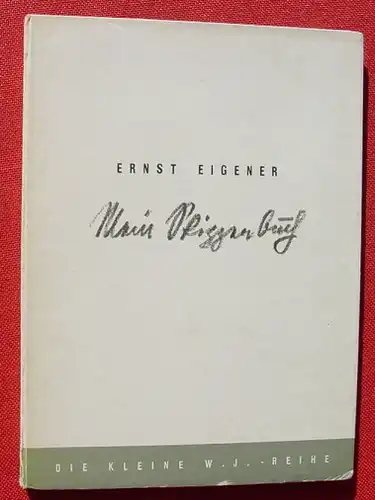 ERNST EIGENER
Mein Skizzenbuch
DIE KLEINE W.J.-REIHE